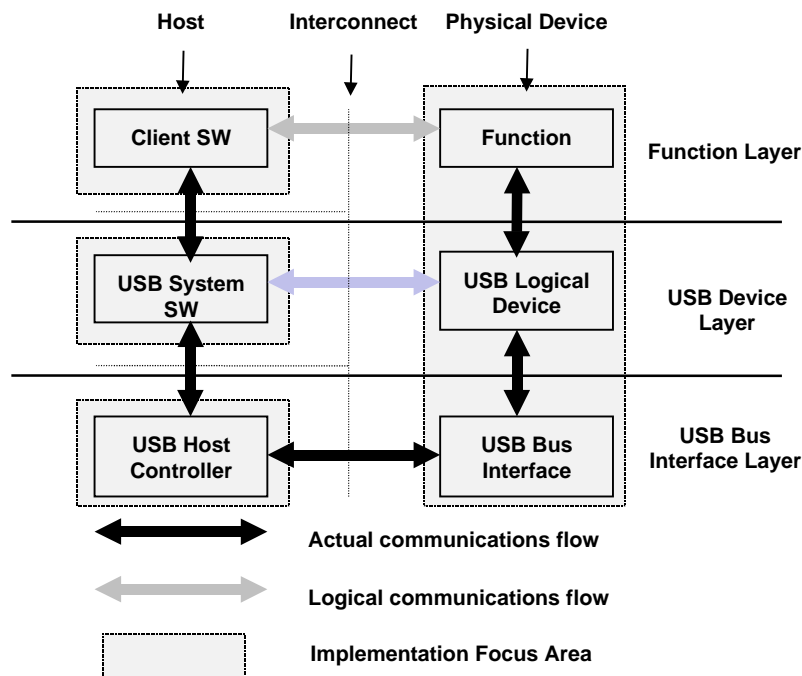 Host
Interconnect
Physical Device
Client SW
Function
Function Layer
USB System
SW
USB Logical
Device
USB Device
Layer
USB Host
Controller
USB Bus
Interface
USB Bus
Interface Layer
Actual communications flow
Logical communications flow
Implementation Focus Area